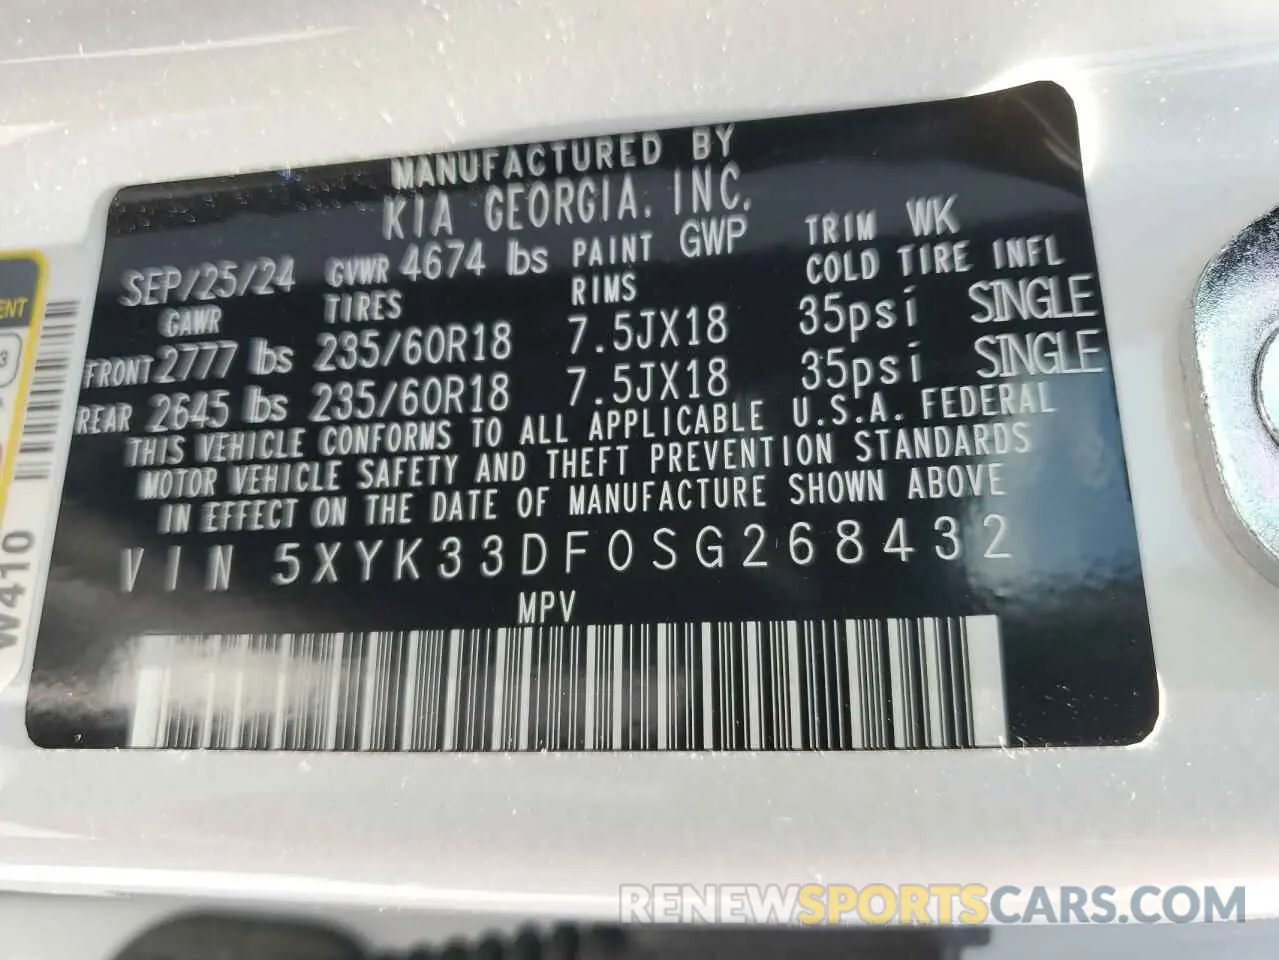 MANUFACTURED BY
KIA GEORGIA. INC.
SEP/25/24 GVWR 4674 lbs PAINT GWP TRIM WK
GAWR TIRES RIMS COLD TIRE INFL
FRONT 2777 lbs 235/60R18 7.5JX18 35psi SINGLE
REAR 2645 lbs 235/60R18 7.5JX18 35psi SINGLE
THIS VEHICLE CONFORMS TO ALL APPLICABLE U.S.A. FEDERAL
MOTOR VEHICLE SAFETY AND THEFT PREVENTION STANDARDS
IN EFFECT ON THE DATE OF MANUFACTURE SHOWN ABOVE
VIN 5XYK33DF0SG268432
MPV
W410
RENEWSPORTSCARS.COM